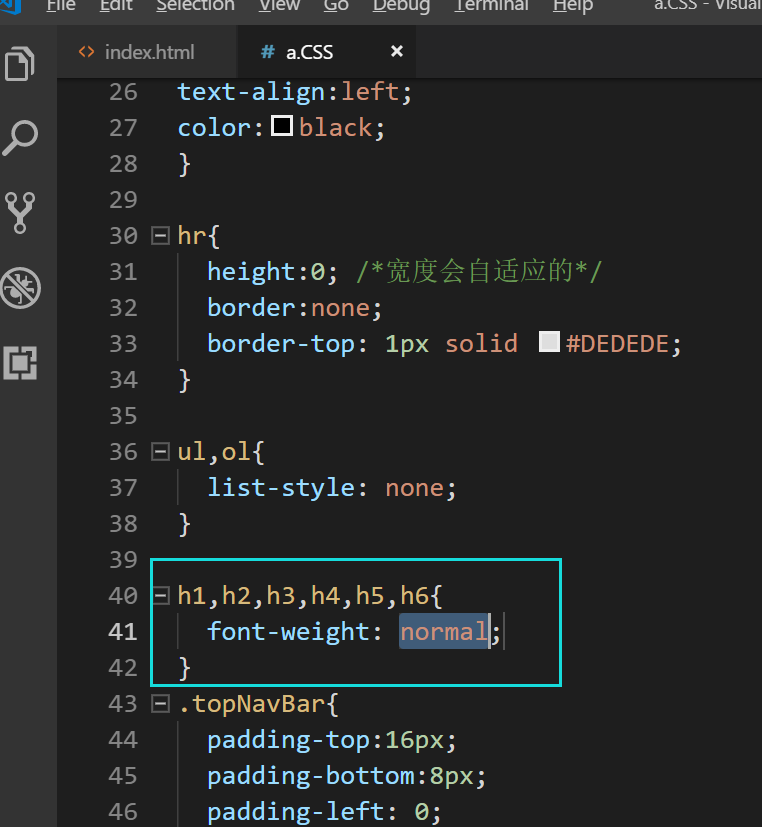 File Edit Selection View Go Debug Terminal Help a.CSS - Visual
<> index.html # a.CSS ×
26 text-align:left;
27 color:black;
28 }
29
30 hr{
31 height:0; /*宽度会自适应的*/
32 border:none;
33 border-top: 1px solid #DEDEDE;
34 }
35
36 ul,ol{
37 list-style: none;
38 }
39
40 h1,h2,h3,h4,h5,h6{
41 font-weight: normal;
42 }
43 .topNavBar{
44 padding-top:16px;
45 padding-bottom:8px;
46 padding-left: 0;